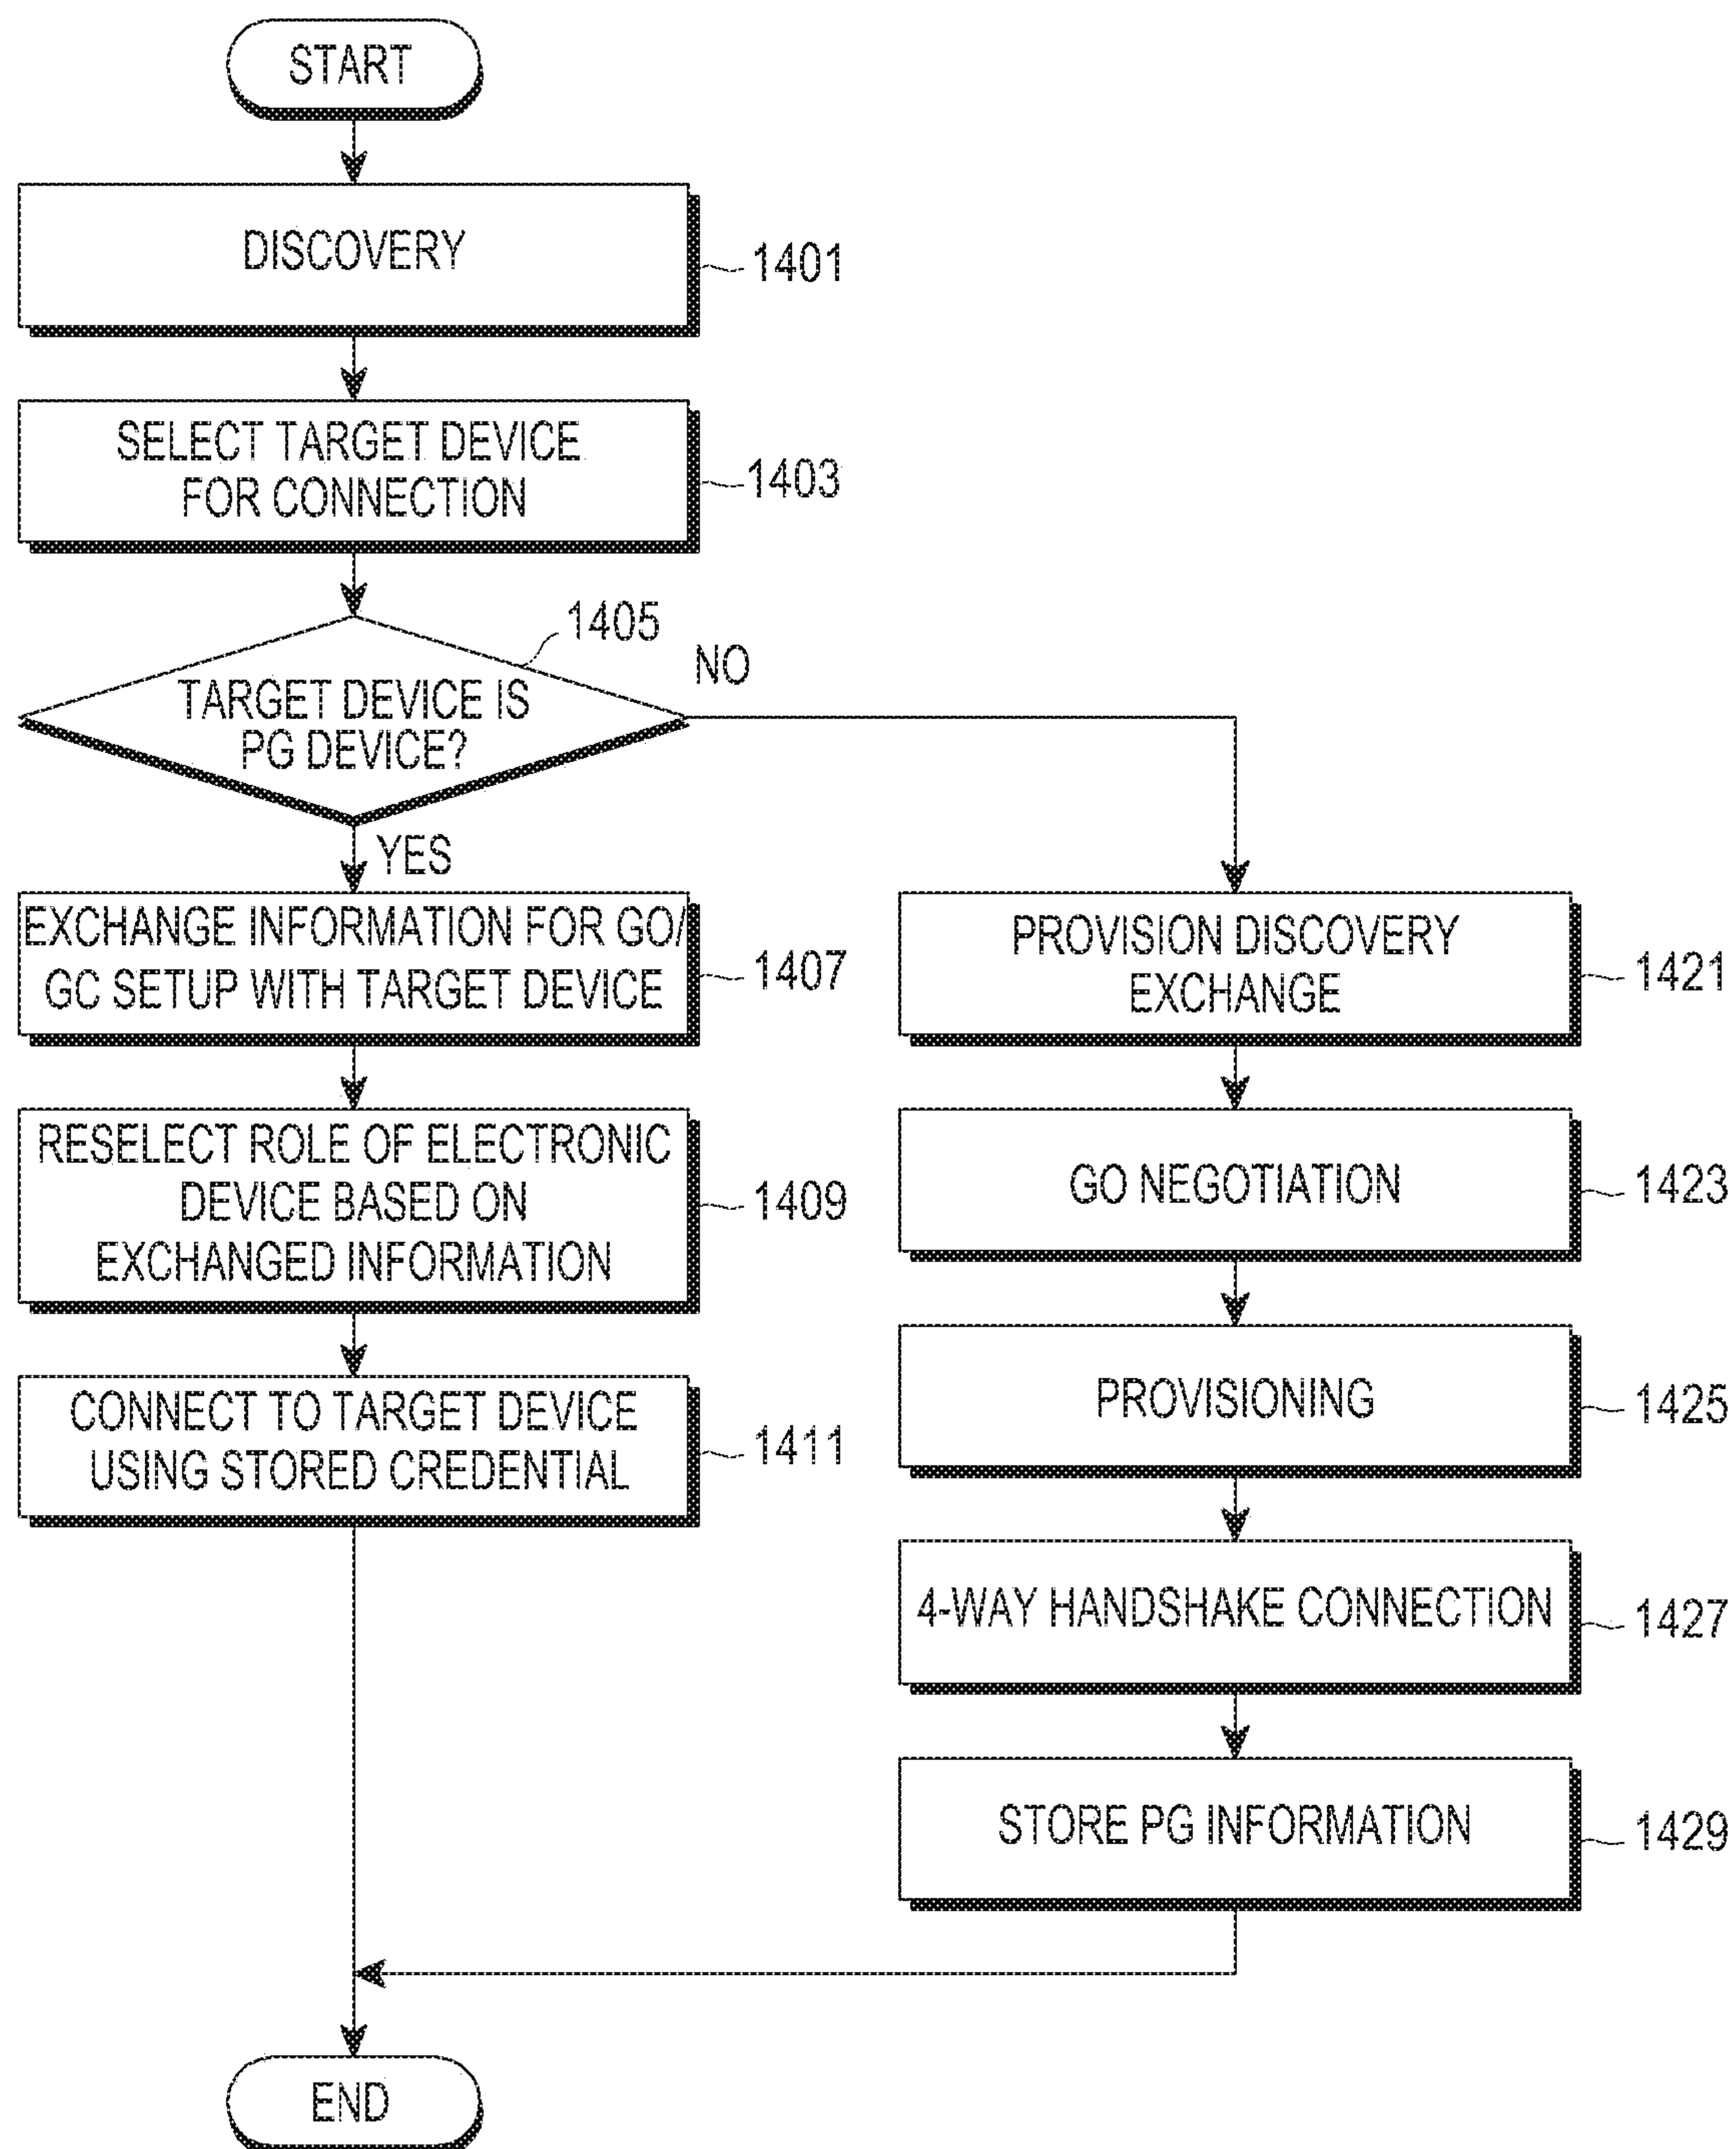 START
DISCOVERY
1401
SELECT TARGET DEVICE
FOR CONNECTION
1403
1405
TARGET DEVICE IS
PG DEVICE?
NO
YES
EXCHANGE INFORMATION FOR GO/
GC SETUP WITH TARGET DEVICE
1407
RESELECT ROLE OF ELECTRONIC
DEVICE BASED ON
EXCHANGED INFORMATION
1409
CONNECT TO TARGET DEVICE
USING STORED CREDENTIAL
1411
PROVISION DISCOVERY
EXCHANGE
1421
GO NEGOTIATION
1423
PROVISIONING
1425
4-WAY HANDSHAKE CONNECTION
1427
STORE PG INFORMATION
1429
END